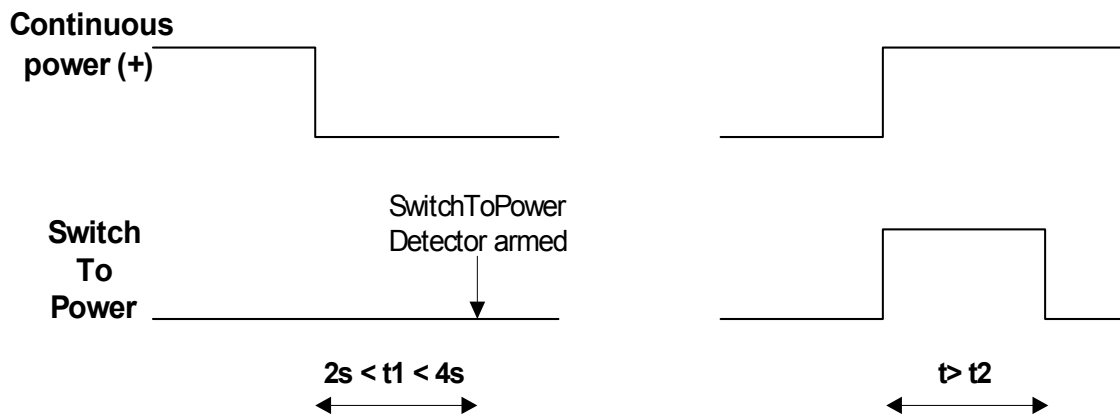 Continuous
power (+)
SwitchToPower
Detector armed
Switch
To
Power
2s < t1 < 4s
t> t2